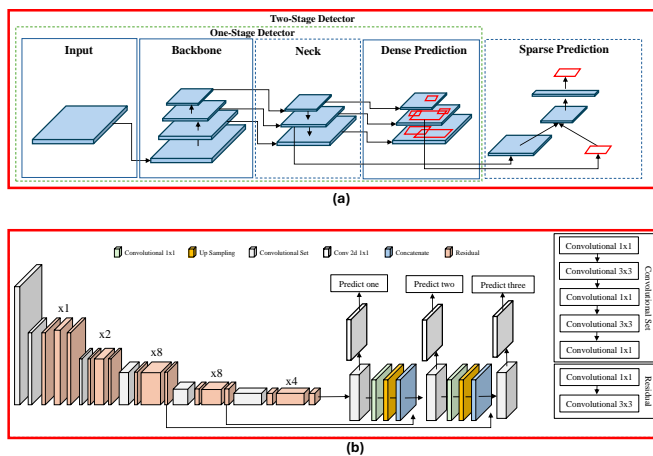 Two-Stage Detector
One-Stage Detector
Input
Backbone
Neck
Dense Prediction
Sparse Prediction
(a)
Convolutional 1x1
Up Sampling
Convolutional Set
Conv 2d 1x1
Concatenate
Residual
x1
x2
x8
x8
x4
Predict one
Predict two
Predict three
Convolutional 1x1
Convolutional 3x3
Convolutional 1x1
Convolutional 3x3
Convolutional 1x1
Convolutional Set
Convolutional 1x1
Convolutional 3x3
Residual
(b)